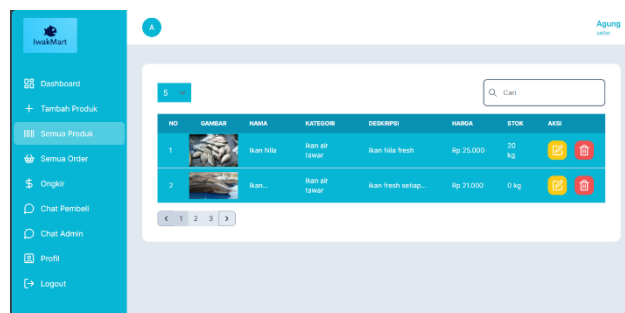 IwakMart
A
Agung
seller
Dashboard
Tambah Produk
Semua Produk
Semua Order
Ongkir
Chat Pembeli
Chat Admin
Profil
Logout
5
Cari
NO GAMBAR NAMA KATEGORI DESKRIPSI HARGA STOK AKSI
1 Ikan Nila Ikan air tawar Ikan Nila fresh Rp 25.000 20 kg
2 Ikan... Ikan air tawar ikan fresh setiap... Rp 21.000 0 kg
1 2 3